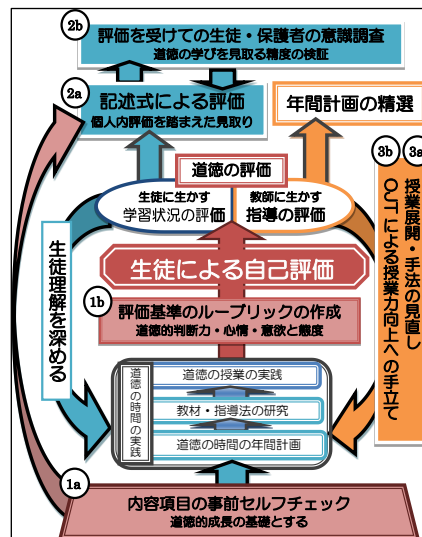 2b
評価を受けての生徒・保護者の意識調査
道徳の学びを見取る精度の検証
2a
記述式による評価
個人内評価を踏まえた見取り
年間計画の精選
道徳の評価
生徒に生かす
学習状況の評価
教師に生かす
指導の評価
3b
3a
授業展開・手法の見直し
OJTによる授業力向上への手立て
生徒理解を深める
生徒による自己評価
1b
評価基準のルーブリックの作成
道徳的判断力・心情・意欲と態度
道徳の時間の実践
道徳の授業の実践
教材・指導法の研究
道徳の時間の年間計画
1a
内容項目の事前セルフチェック
道徳的成長の基礎とする